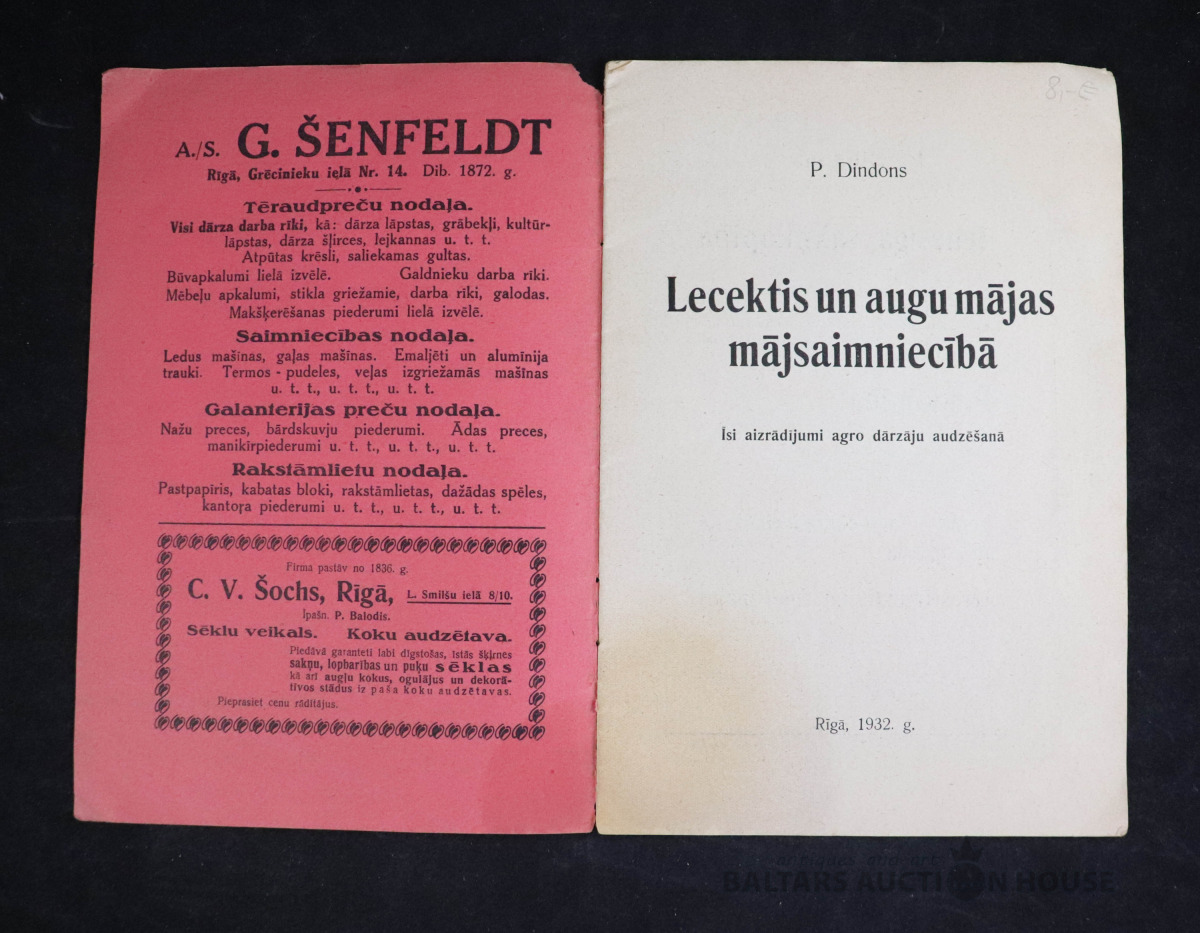 A./S. G. ŠENFELDT
Rīgā, Grēcinieku ielā Nr. 14. Dib. 1872. g.
Tēraudpreču nodaļa.
Visi dārza darba rīki, kā: dārza lāpstas, grābekļi, kultūr-
lāpstas, dārza šļirces, lejkannas u. t. t.
Atpūtas krēsli, saliekamas gultas.
Būvapkalumi lielā izvēlē. Galdnieku darba rīki.
Mēbeļu apkalumi, stikla griežamie, darba rīki, galodas.
Makšķerēšanas piederumi lielā izvēlē.
Saimniecības nodaļa.
Ledus mašīnas, gaļas mašīnas. Emaljēti un alumīnija
trauki. Termos - pudeles, veļas izgriežamās mašīnas
u. t. t., u. t. t., u. t. t.
Galanterijas preču nodaļa.
Nažu preces, bārdskuvju piederumi. Ādas preces,
manikīrpiederumi u. t. t., u. t. t., u. t. t.
Rakstāmlietu nodaļa.
Pastpapīris, kabatas bloki, rakstāmlietas, dažādas spēles,
kantoŗa piederumi u. t. t., u. t. t., u. t. t.
Firma pastāv no 1836. g.
C. V. Šochs, Rīgā, L. Smilšu ielā 8/10.
Īpašn. P. Balodis.
Sēklu veikals. Koku audzētava.
Piedāvā garantēti labi dīgstošas, īstās šķirnes
sakņu, lopbarības un puķu sēklas
kā arī augļu kokus, ogulājus un dekorā-
tīvos stādus iz paša koku audzētavas.
Pieprasiet cenu rādītājus.
8,-
P. Dindons
Lecektis un augu mājas
mājsaimniecībā
Īsi aizrādījumi agro dārzāju audzēšanā
Rīgā, 1932. g.
BALTARS AUCTION HOUSE